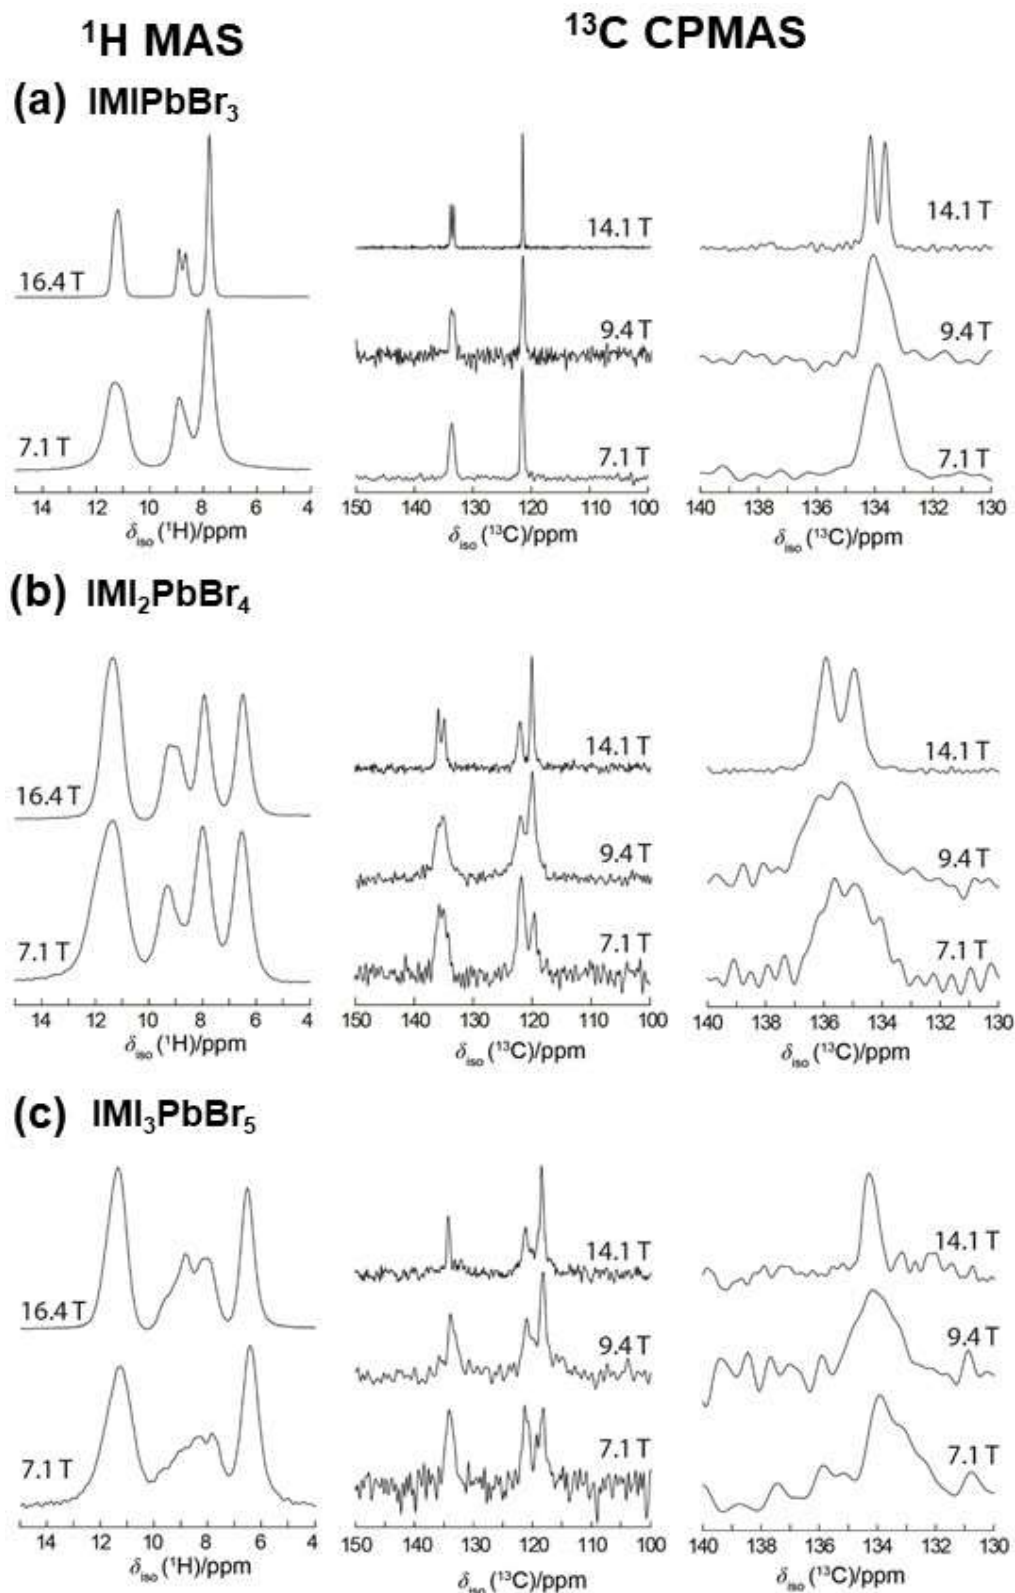 ¹H MAS ¹³C CPMAS
(a) IMIPbBr₃
16.4 T
7.1 T
14 12 10 8 6 4
δiso (¹H)/ppm
14.1 T
9.4 T
7.1 T
150 140 130 120 110 100
δiso (¹³C)/ppm
14.1 T
9.4 T
7.1 T
140 138 136 134 132 130
δiso (¹³C)/ppm
(b) IMI₂PbBr₄
16.4 T
7.1 T
14 12 10 8 6 4
δiso (¹H)/ppm
14.1 T
9.4 T
7.1 T
150 140 130 120 110 100
δiso (¹³C)/ppm
14.1 T
9.4 T
7.1 T
140 138 136 134 132 130
δiso (¹³C)/ppm
(c) IMI₃PbBr₅
16.4 T
7.1 T
14 12 10 8 6 4
δiso (¹H)/ppm
14.1 T
9.4 T
7.1 T
150 140 130 120 110 100
δiso (¹³C)/ppm
14.1 T
9.4 T
7.1 T
140 138 136 134 132 130
δiso (¹³C)/ppm